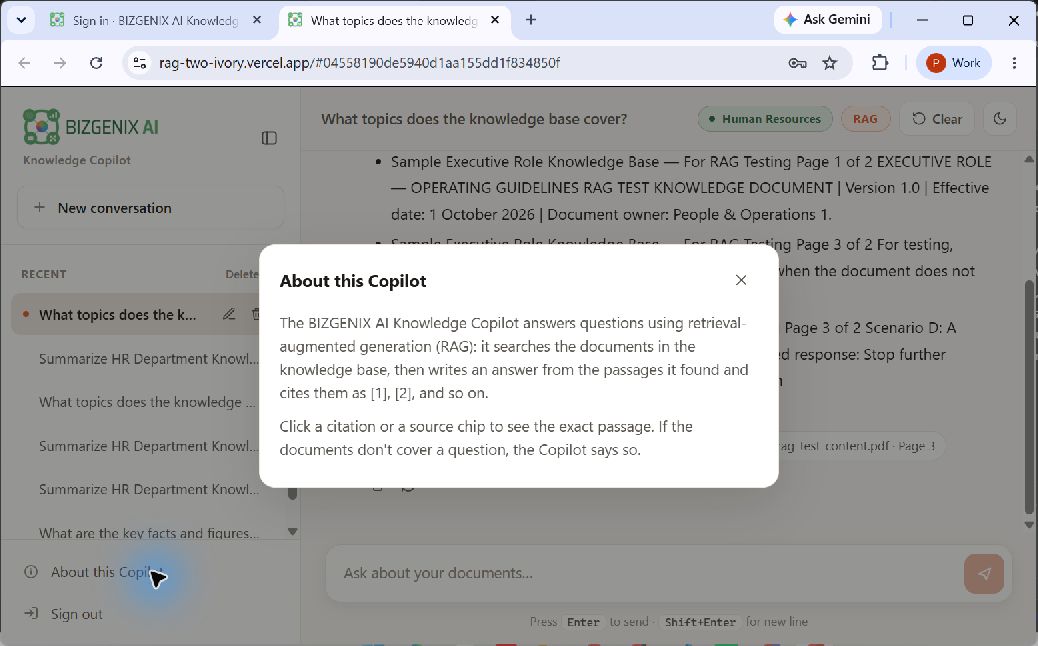 Sign in · BIZGENIX AI Knowledg
What topics does the knowledg
Ask Gemini
rag-two-ivory.vercel.app/#04558190de5940d1aa155dd1f834850f
P
Work
BIZGENIX AI
Knowledge Copilot
New conversation
RECENT
Delete
What topics does the k...
Summarize HR Department Knowl...
What topics does the knowledge ...
Summarize HR Department Knowl...
Summarize HR Department Knowl...
What are the key facts and figures...
About this Copilot
Sign out
What topics does the knowledge base cover?
Human Resources
RAG
Clear
• Sample Executive Role Knowledge Base — For RAG Testing Page 1 of 2 EXECUTIVE ROLE
— OPERATING GUIDELINES RAG TEST KNOWLEDGE DOCUMENT | Version 1.0 | Effective
date: 1 October 2026 | Document owner: People & Operations 1.
• Sample Executive Role Knowledge Base — For RAG Testing Page 3 of 2 For testing,
when the document does not
Page 3 of 2 Scenario D: A
response: Stop further
rag_test_content.pdf · Page 3
About this Copilot
The BIZGENIX AI Knowledge Copilot answers questions using retrieval-
augmented generation (RAG): it searches the documents in the
knowledge base, then writes an answer from the passages it found and
cites them as [1], [2], and so on.
Click a citation or a source chip to see the exact passage. If the
documents don't cover a question, the Copilot says so.
Ask about your documents...
Press Enter to send · Shift+Enter for new line